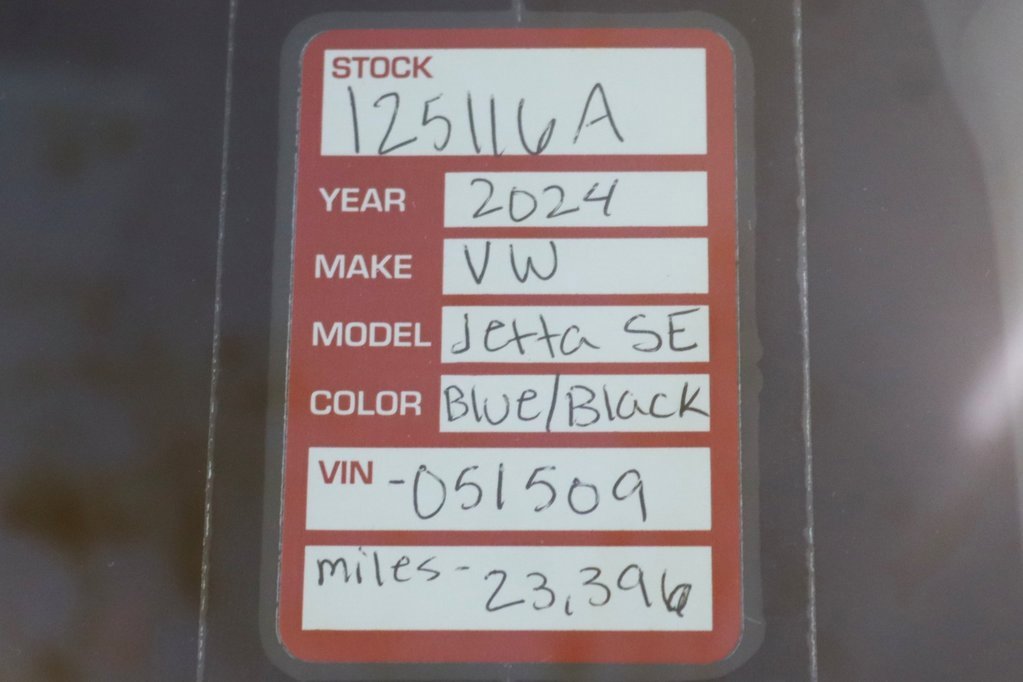 STOCK
125116A
YEAR 2024
MAKE VW
MODEL Jetta SE
COLOR Blue/Black
VIN -051509
miles- 23,396